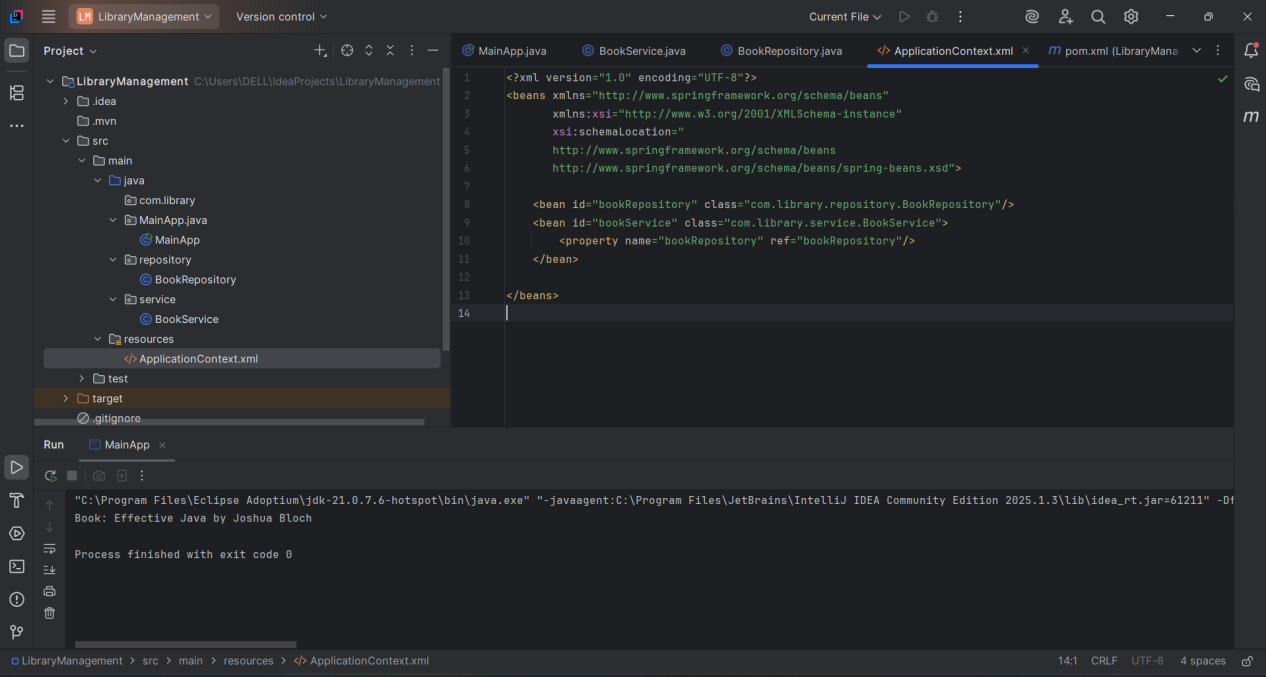 LM LibraryManagement Version control Current File
Project
LibraryManagement C:\Users\DELL\IdeaProjects\LibraryManagement
.idea
.mvn
src
main
java
com.library
MainApp.java
MainApp
repository
BookRepository
service
BookService
resources
ApplicationContext.xml
test
target
.gitignore
MainApp.java BookService.java BookRepository.java ApplicationContext.xml pom.xml (LibraryMana
1 <?xml version="1.0" encoding="UTF-8"?>
2 <beans xmlns="http://www.springframework.org/schema/beans"
3 xmlns:xsi="http://www.w3.org/2001/XMLSchema-instance"
4 xsi:schemaLocation="
5 http://www.springframework.org/schema/beans
6 http://www.springframework.org/schema/beans/spring-beans.xsd">
7
8 <bean id="bookRepository" class="com.library.repository.BookRepository"/>
9 <bean id="bookService" class="com.library.service.BookService">
10 <property name="bookRepository" ref="bookRepository"/>
11 </bean>
12
13 </beans>
14
Run MainApp
"C:\Program Files\Eclipse Adoptium\jdk-21.0.7.6-hotspot\bin\java.exe" "-javaagent:C:\Program Files\JetBrains\IntelliJ IDEA Community Edition 2025.1.3\lib\idea_rt.jar=61211" -Df
Book: Effective Java by Joshua Bloch
Process finished with exit code 0
LibraryManagement > src > main > resources > ApplicationContext.xml 14:1 CRLF UTF-8 4 spaces